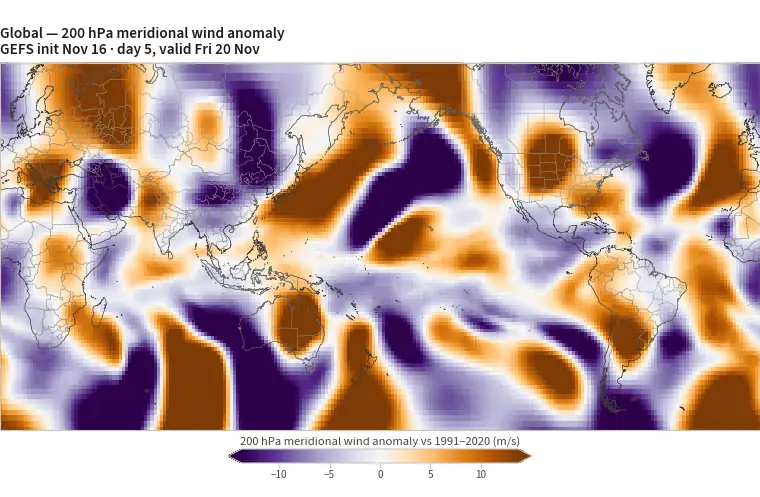 Global — 200 hPa meridional wind anomaly
GEFS init Nov 16 · day 5, valid Fri 20 Nov
200 hPa meridional wind anomaly vs 1991–2020 (m/s)
−10 −5 0 5 10